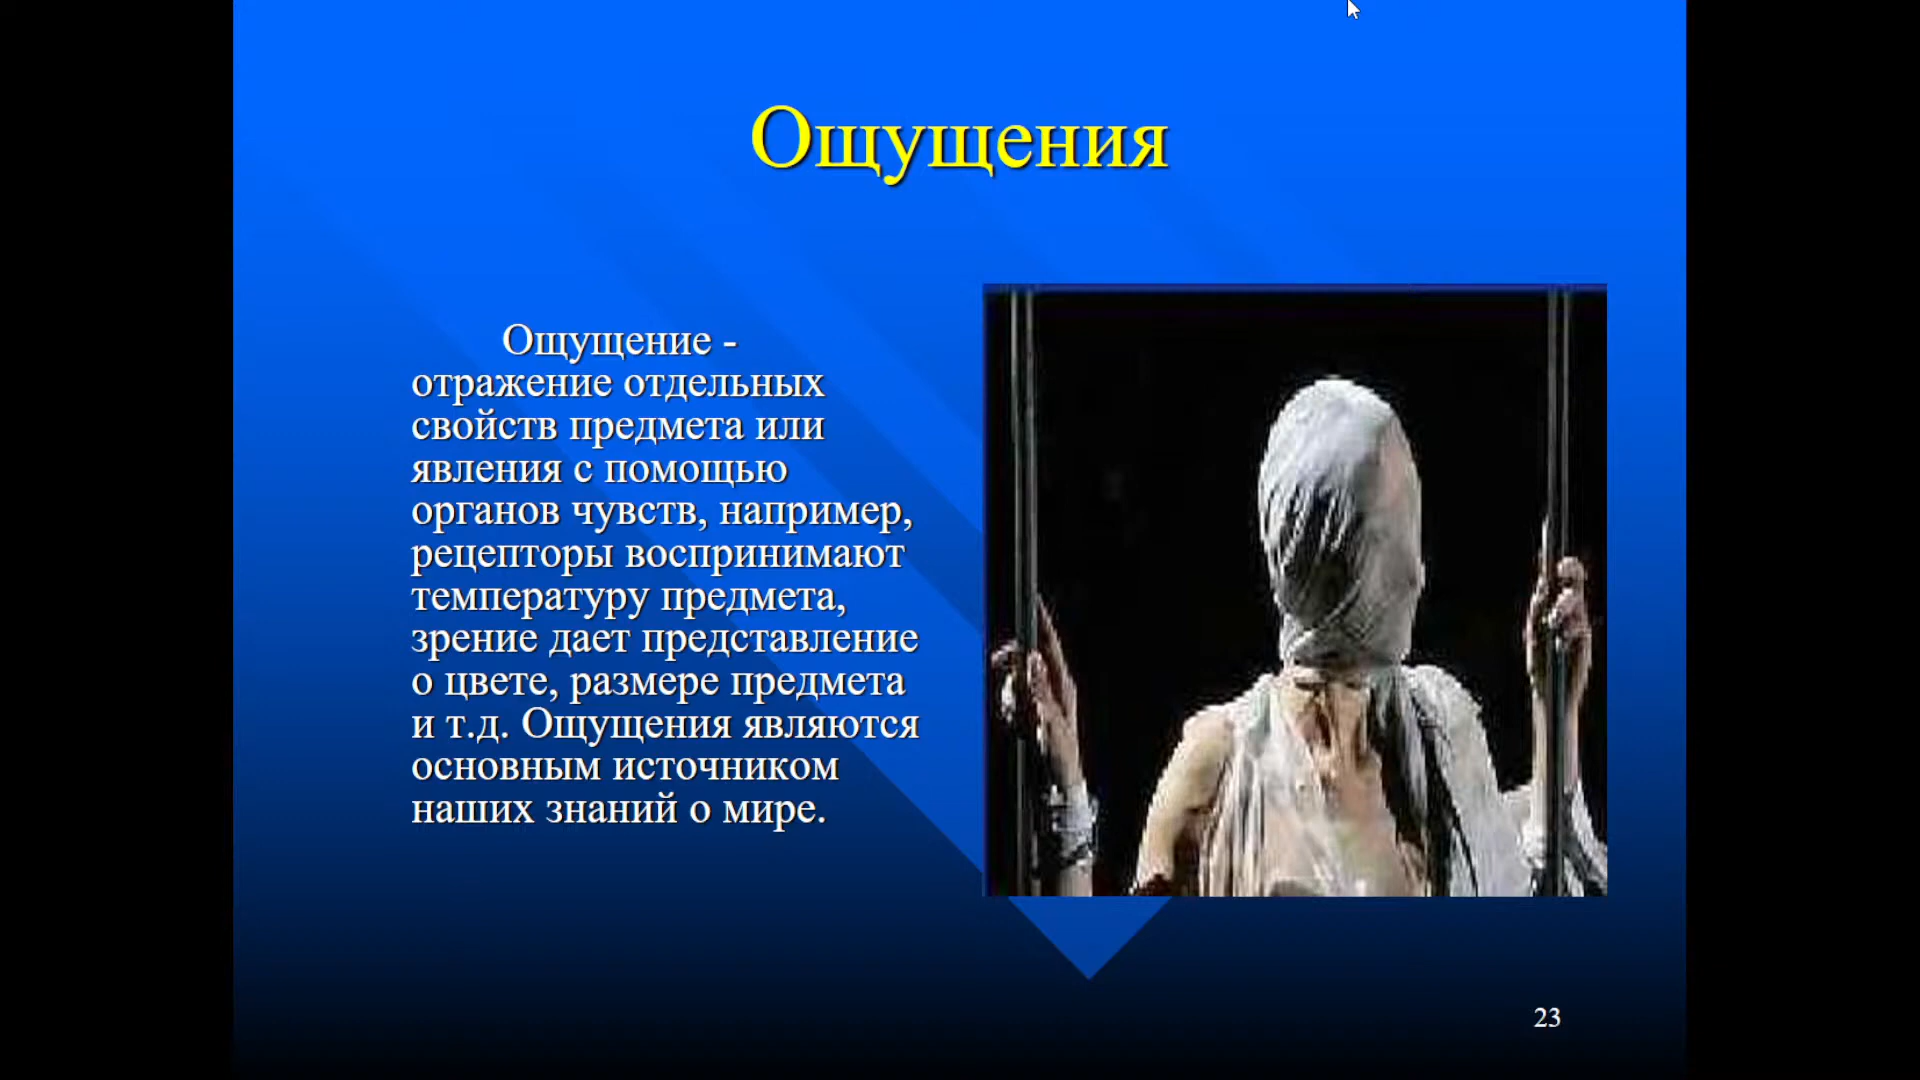 Ощущения
Ощущение -
отражение отдельных
свойств предмета или
явления с помощью
органов чувств, например,
рецепторы воспринимают
температуру предмета,
зрение дает представление
о цвете, размере предмета
и т.д. Ощущения являются
основным источником
наших знаний о мире.
23